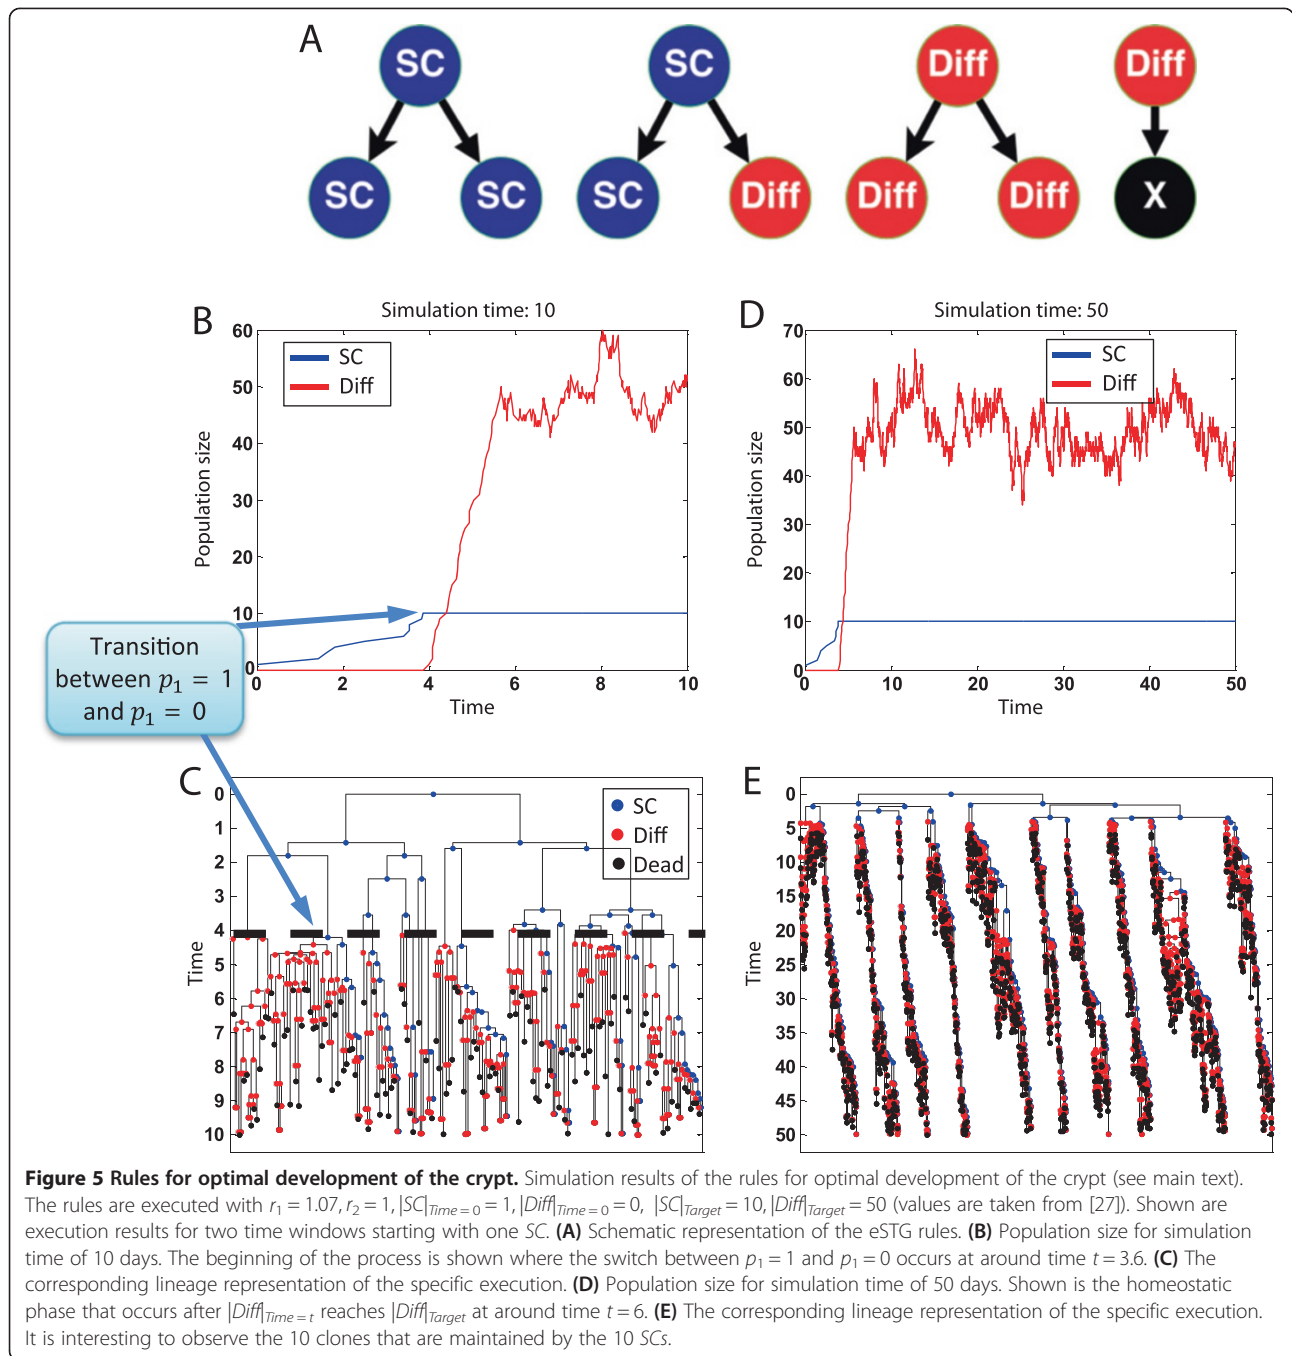 A
SC SC Diff Diff
SC SC SC Diff Diff Diff X
B
Simulation time: 10
60
50
40
30
20
10
0
Population size
SC
Diff
0 2 4 6 8 10
Time
D
Simulation time: 50
70
60
50
40
30
20
10
0
Population size
SC
Diff
0 10 20 30 40 50
Time
Transition
between p₁ = 1
and p₁ = 0
C
0
1
2
3
4
5
6
7
8
9
10
Time
SC
Diff
Dead
E
0
5
10
15
20
25
30
35
40
45
50
Time
Figure 5 Rules for optimal development of the crypt. Simulation results of the rules for optimal development of the crypt (see main text).
The rules are executed with r₁ = 1.07, r₂ = 1, |SC|Time = 0 = 1, |Diff|Time = 0 = 0, |SC|Target = 10, |Diff|Target = 50 (values are taken from [27]). Shown are
execution results for two time windows starting with one SC. (A) Schematic representation of the eSTG rules. (B) Population size for simulation
time of 10 days. The beginning of the process is shown where the switch between p₁ = 1 and p₁ = 0 occurs at around time t = 3.6. (C) The
corresponding lineage representation of the specific execution. (D) Population size for simulation time of 50 days. Shown is the homeostatic
phase that occurs after |Diff|Time = t reaches |Diff|Target at around time t = 6. (E) The corresponding lineage representation of the specific execution.
It is interesting to observe the 10 clones that are maintained by the 10 SCs.